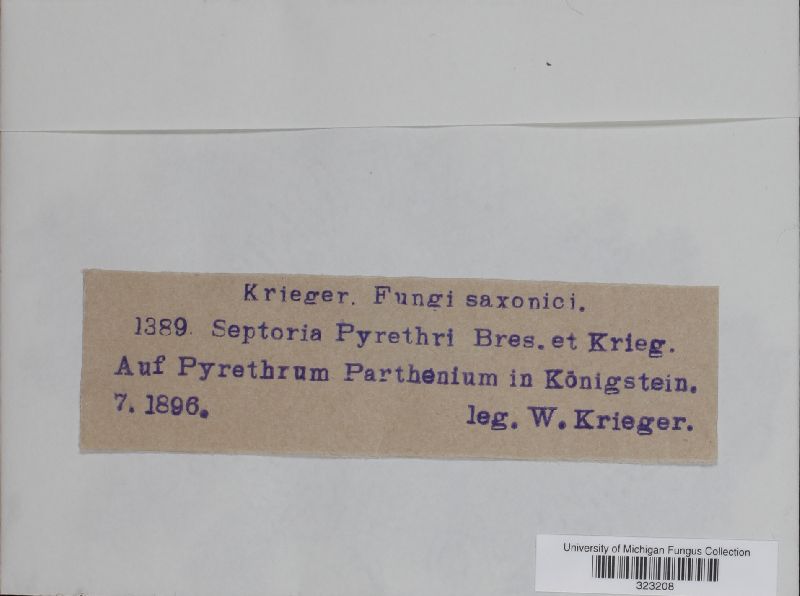 Krieger. Fungi saxonici.
1389. Septoria Pyrethri Bres. et Krieg.
Auf Pyrethrum Parthenium in Königstein.
7. 1896. leg. W. Krieger.
University of Michigan Fungus Collection
323208